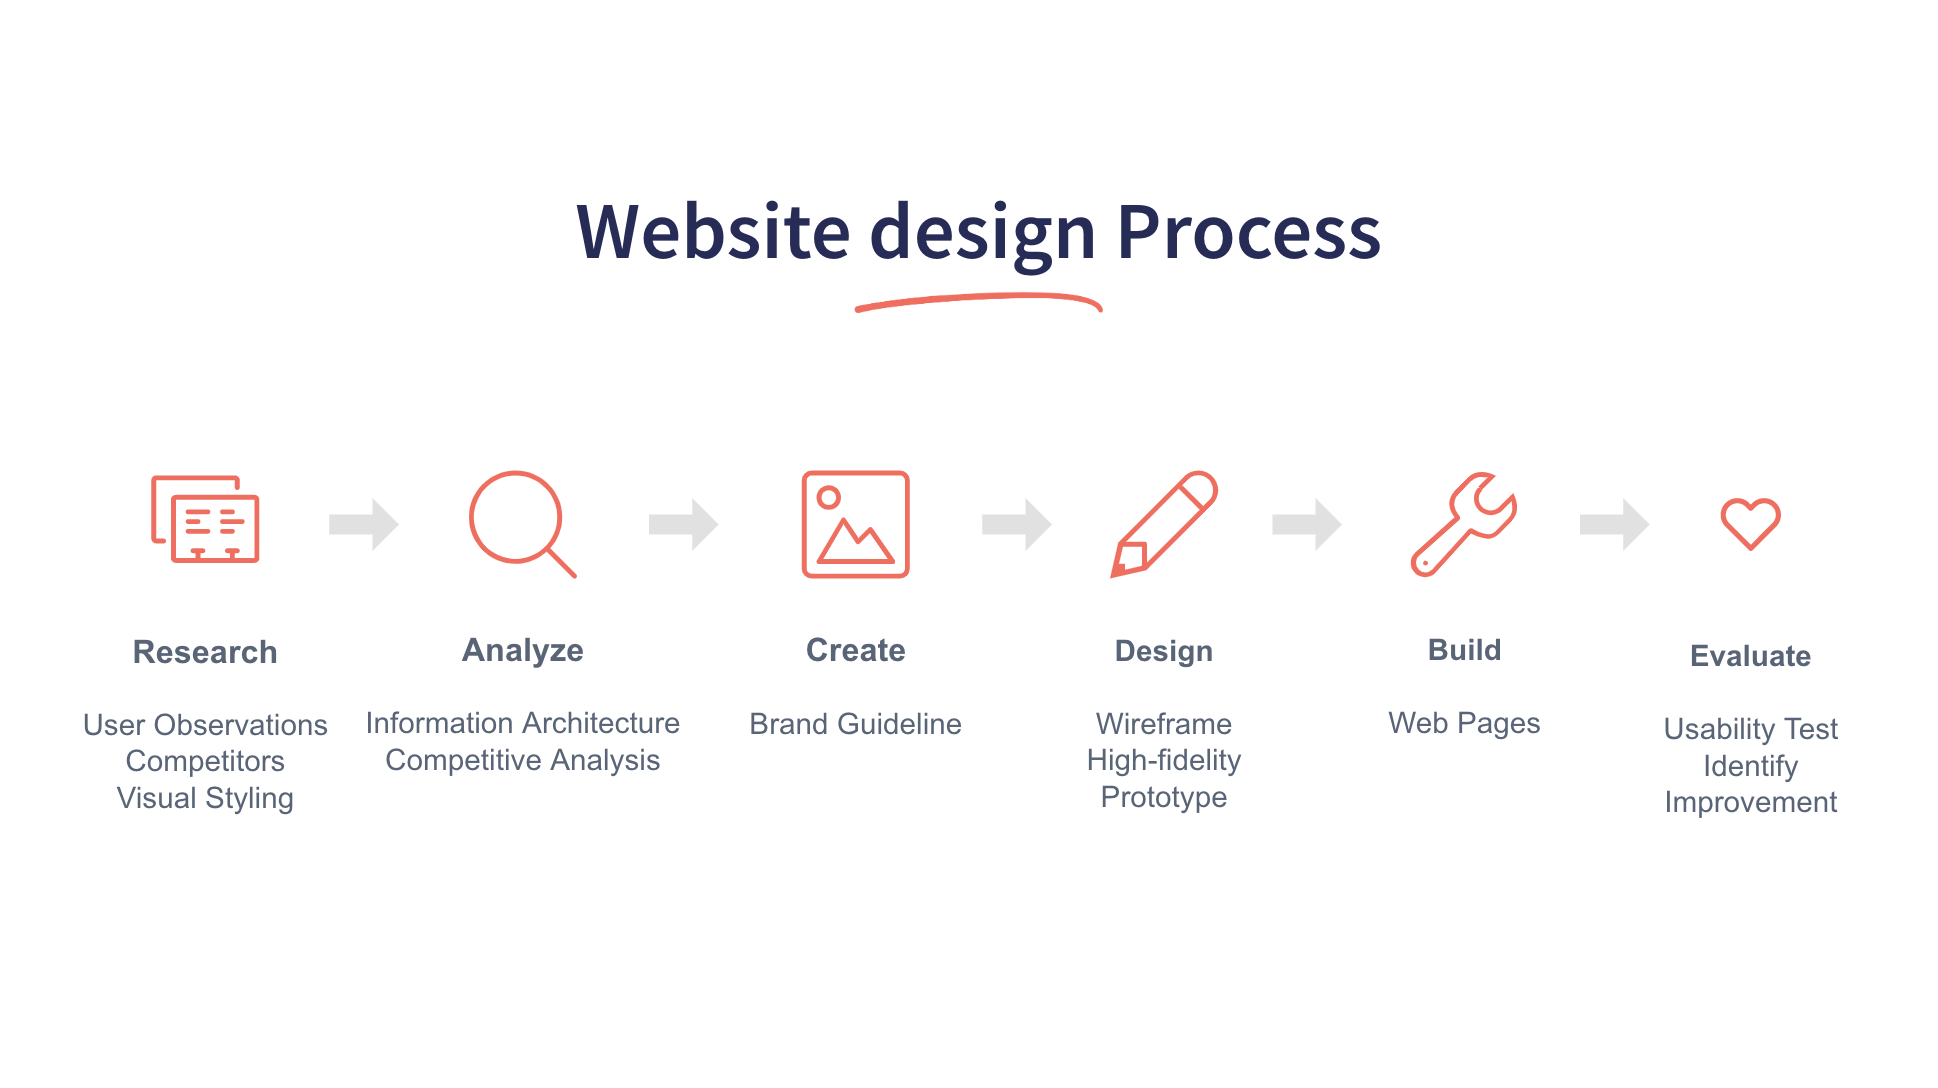 Website design Process
Research
User Observations
Competitors
Visual Styling
Analyze
Information Architecture
Competitive Analysis
Create
Brand Guideline
Design
Wireframe
High-fidelity
Prototype
Build
Web Pages
Evaluate
Usability Test
Identify
Improvement